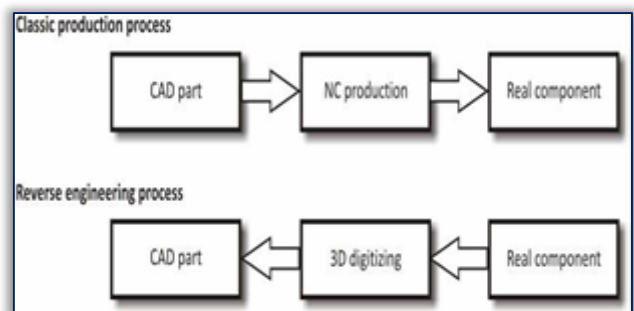 Classic production process
CAD part
NC production
Real component
Reverse engineering process
CAD part
3D digitizing
Real component